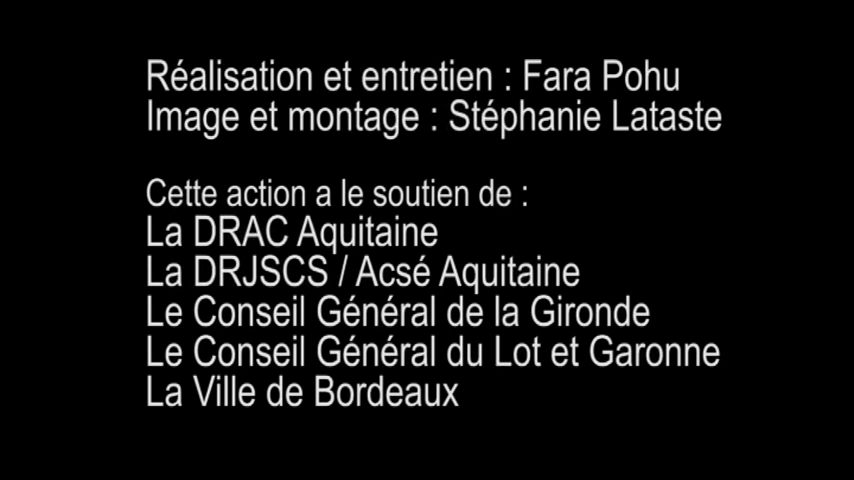 Réalisation et entretien : Fara Pohu
Image et montage : Stéphanie Lataste
Cette action a le soutien de :
La DRAC Aquitaine
La DRJSCS / Acsé Aquitaine
Le Conseil Général de la Gironde
Le Conseil Général du Lot et Garonne
La Ville de Bordeaux